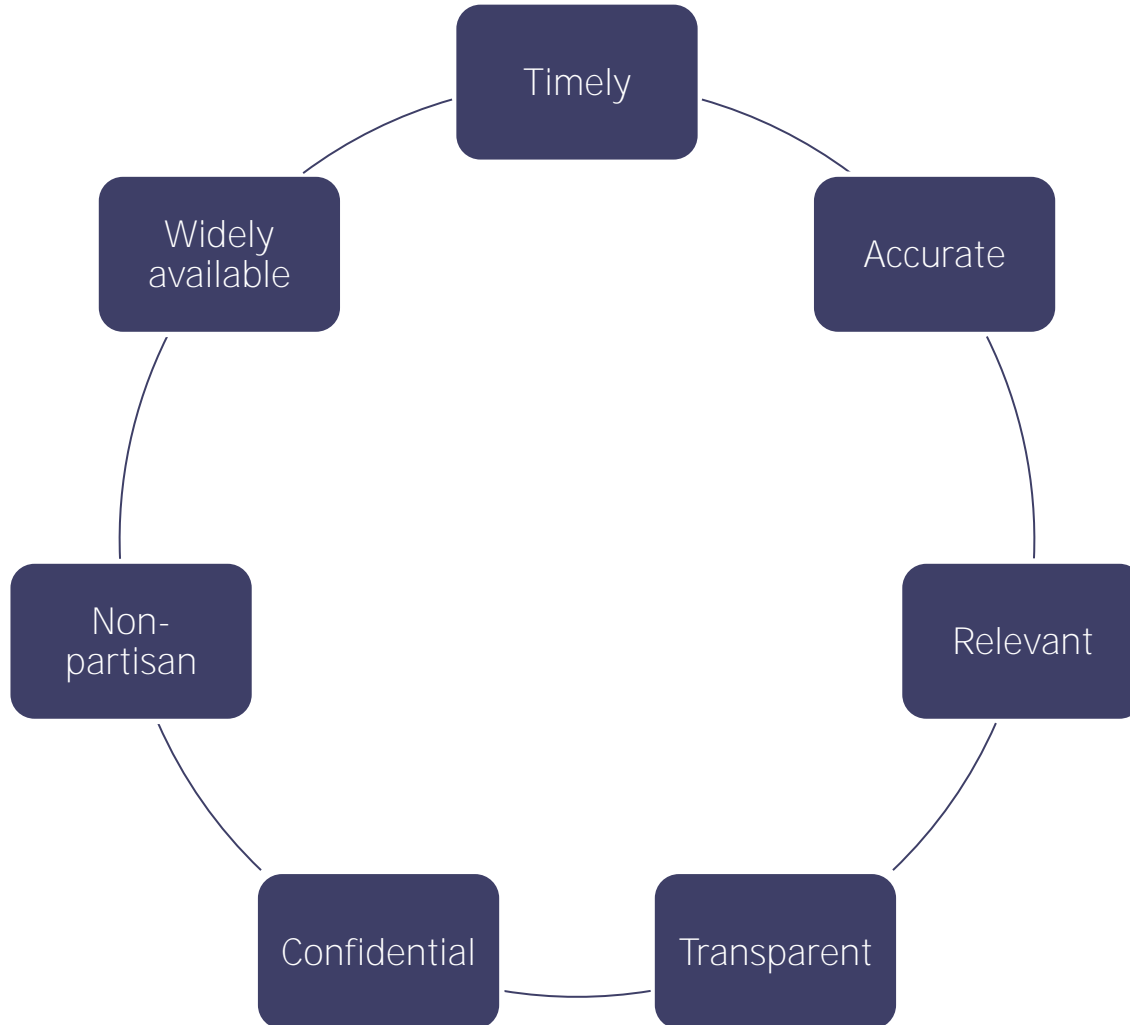 Timely
Accurate
Relevant
Transparent
Confidential
Non-
partisan
Widely
available